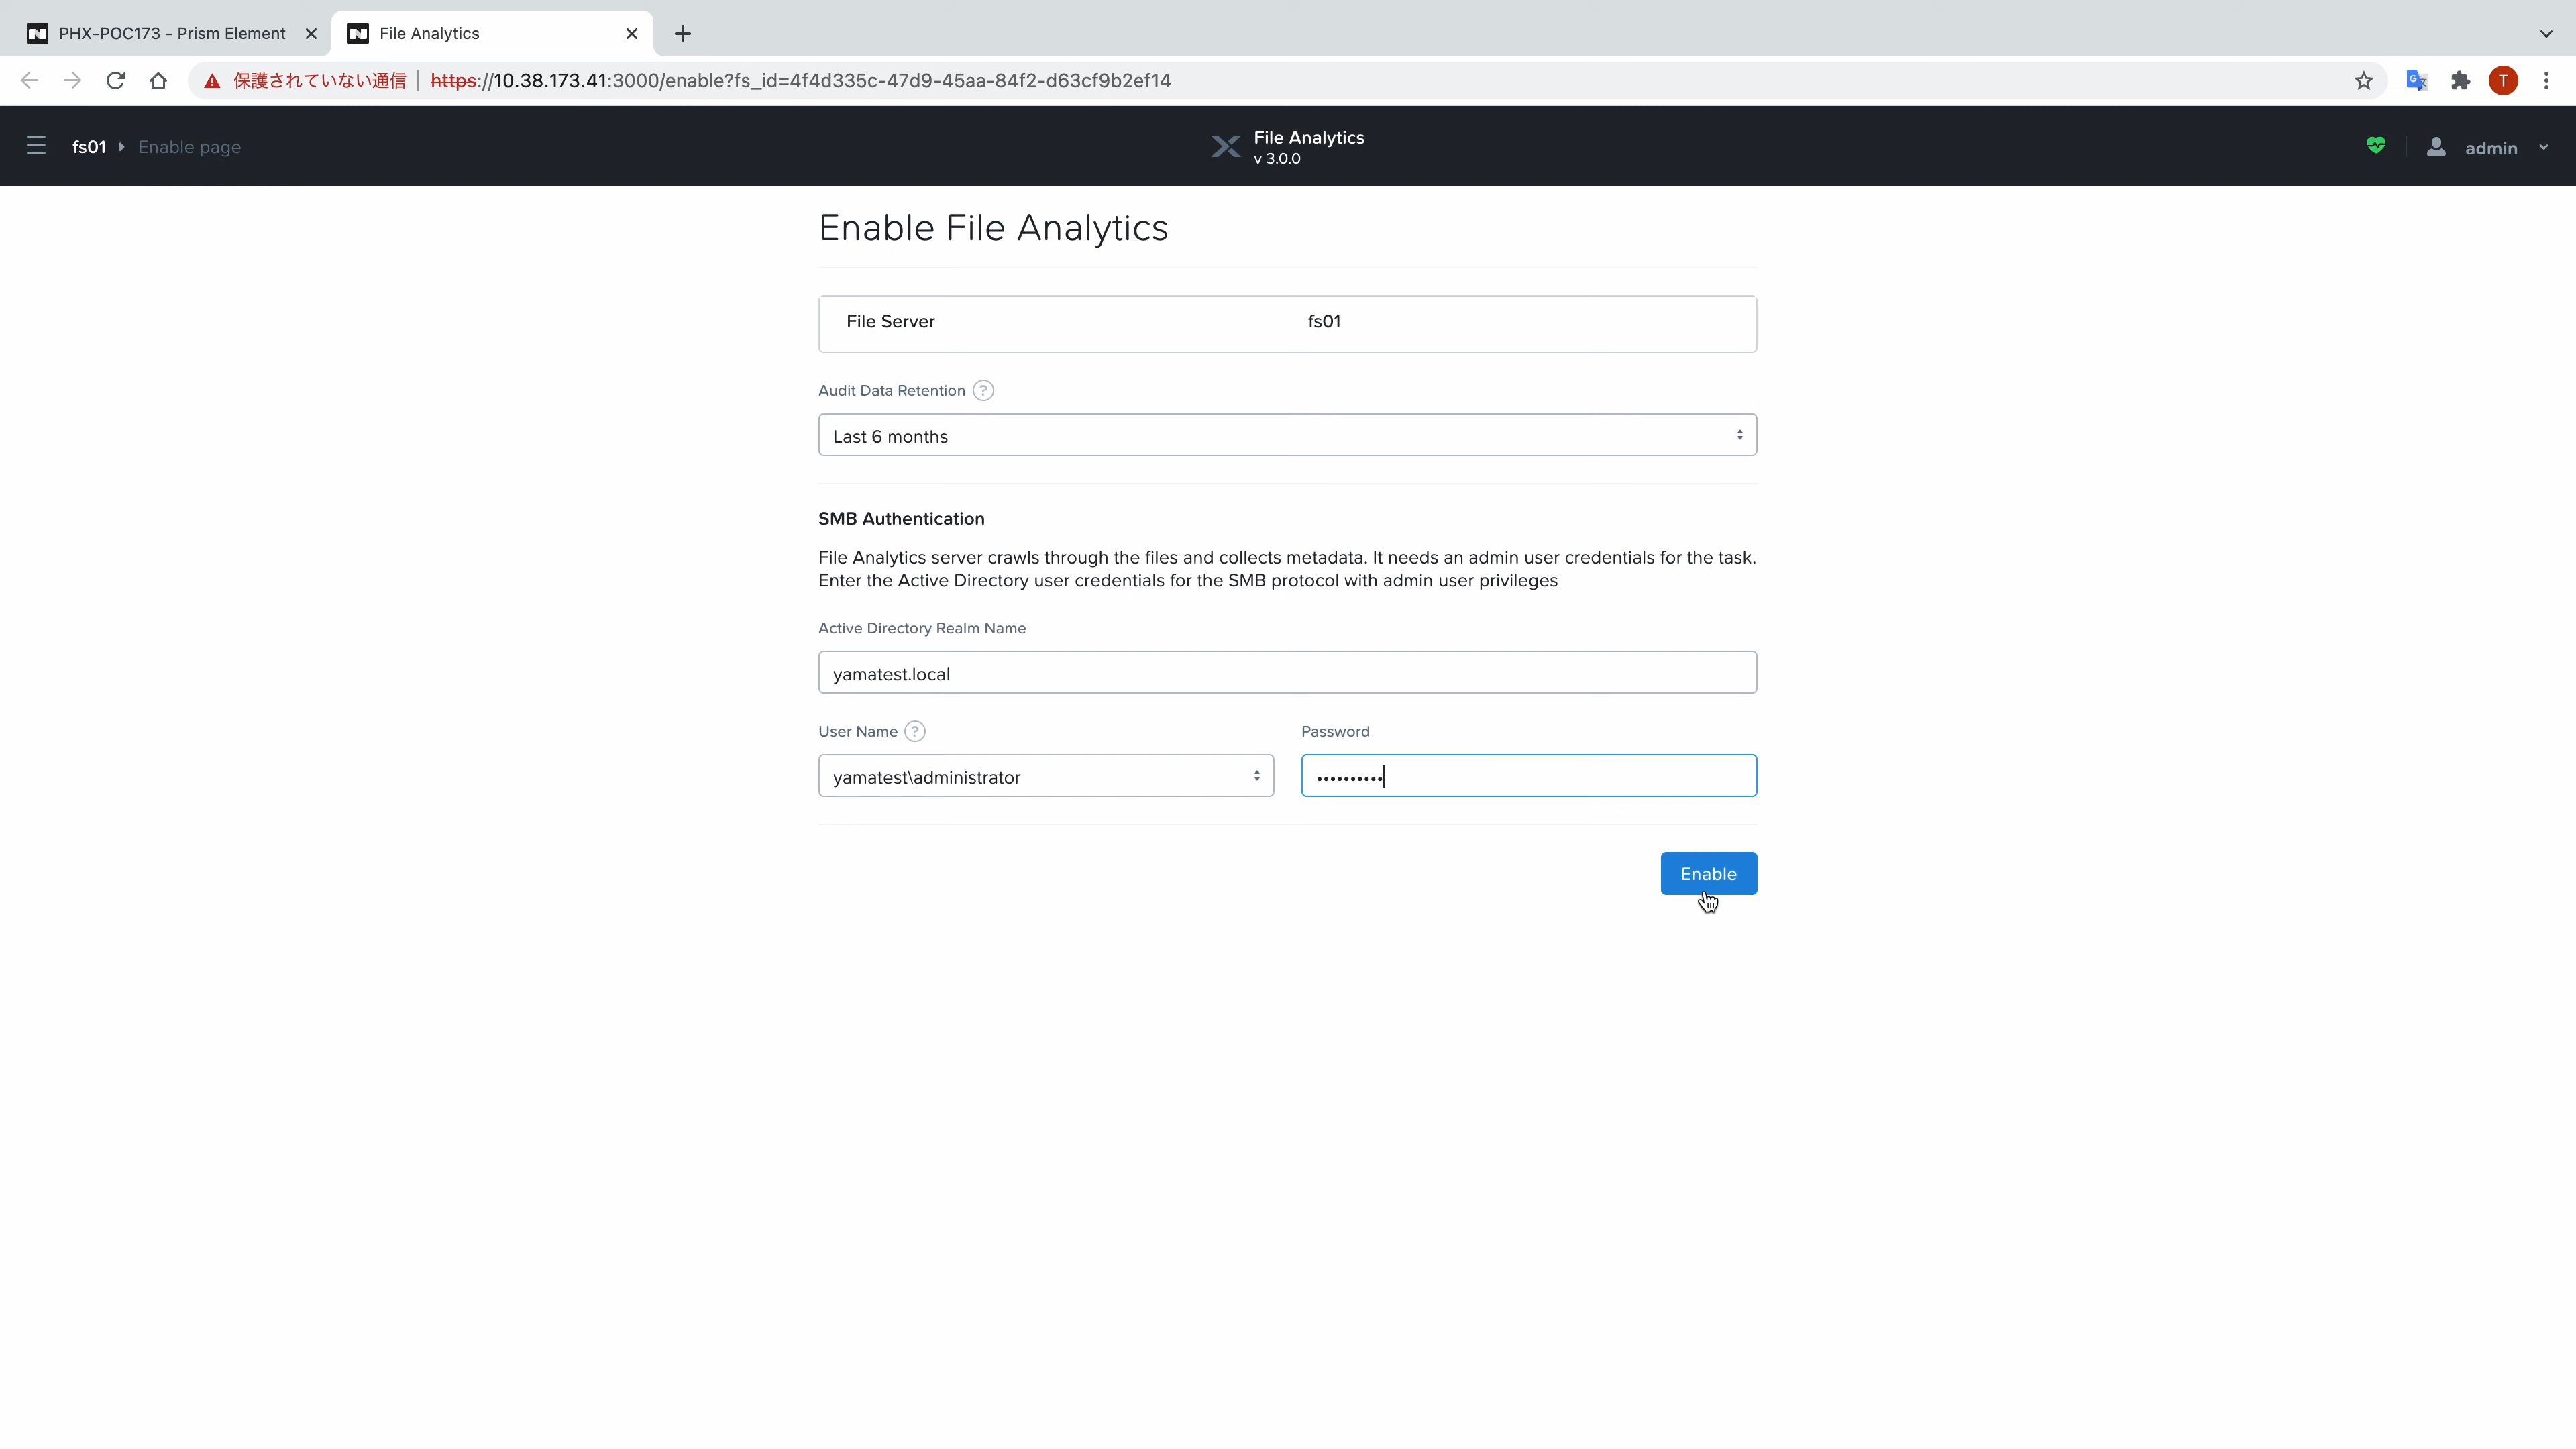 PHX-POC173 - Prism Element
File Analytics
保護されていない通信
https://10.38.173.41:3000/enable?fs_id=4f4d335c-47d9-45aa-84f2-d63cf9b2ef14
T
fs01 Enable page
File Analytics
v 3.0.0
admin
Enable File Analytics
File Server fs01
Audit Data Retention ?
Last 6 months
SMB Authentication
File Analytics server crawls through the files and collects metadata. It needs an admin user credentials for the task.
Enter the Active Directory user credentials for the SMB protocol with admin user privileges
Active Directory Realm Name
yamatest.local
User Name ? Password
yamatest\administrator ••••••••••
Enable